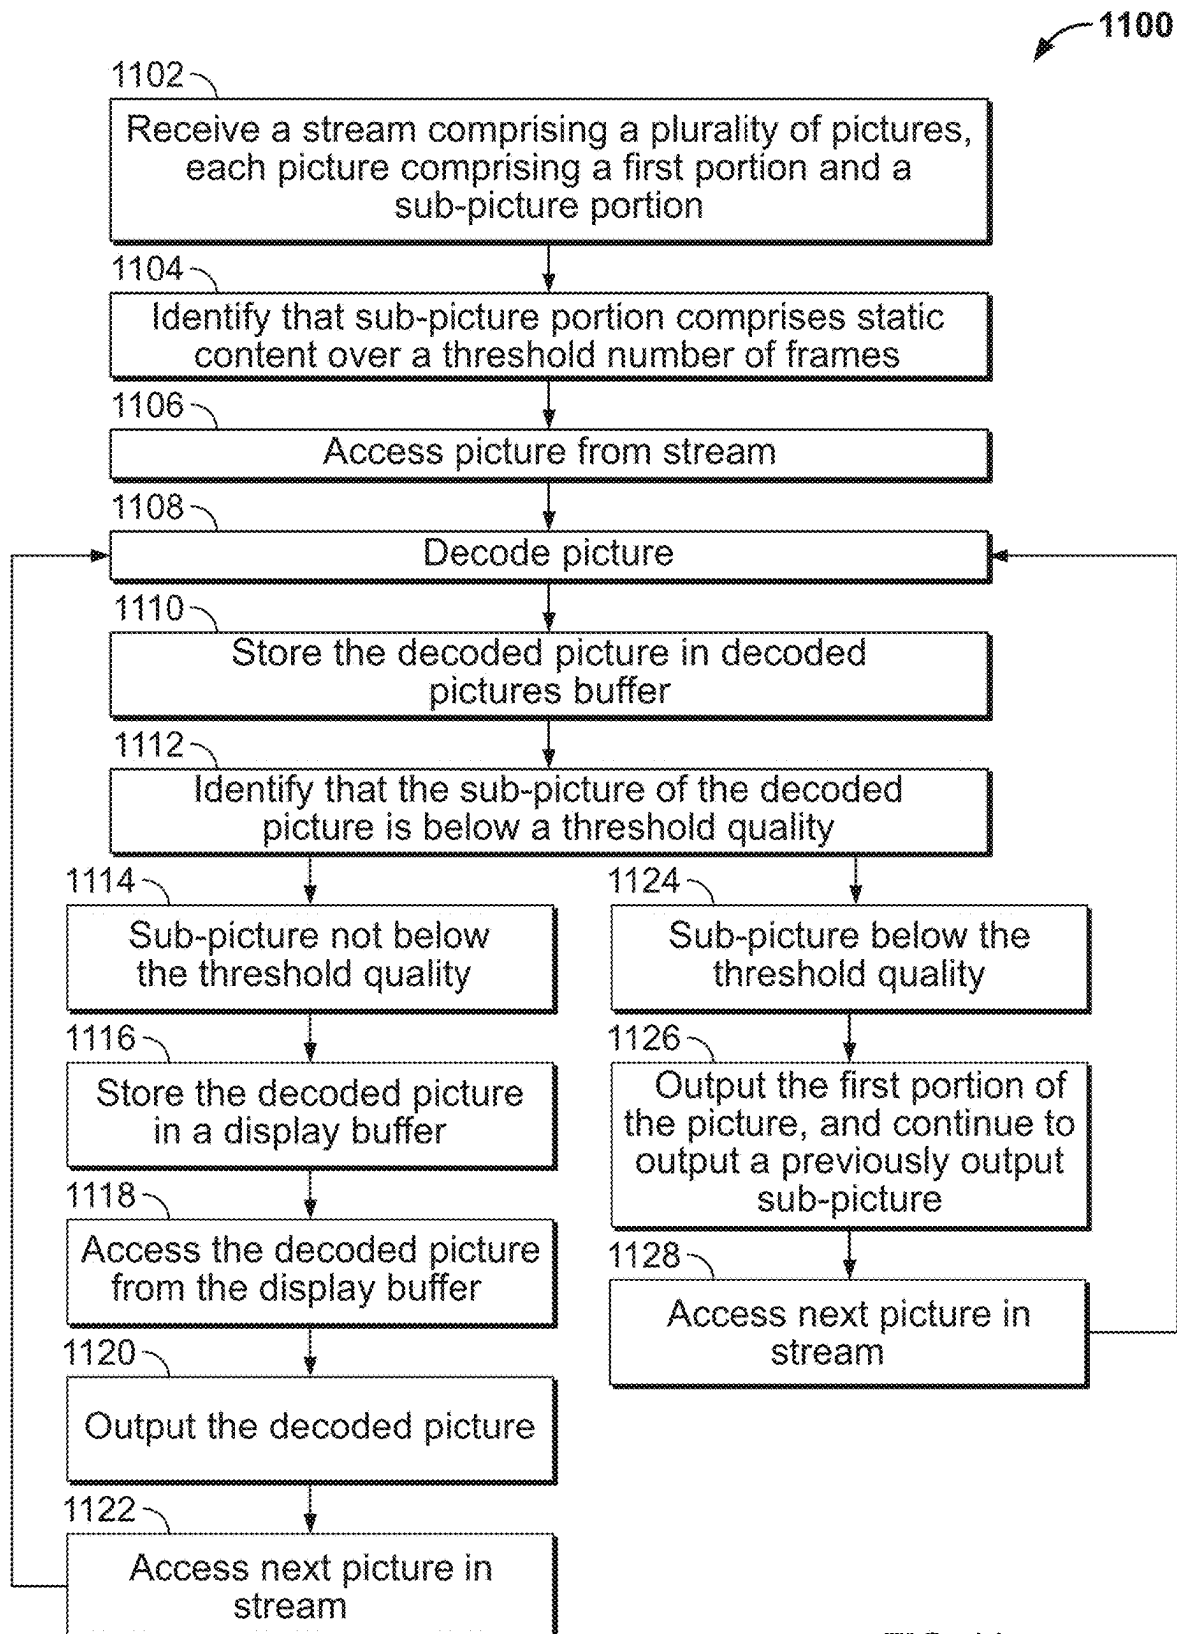 1100
1102
Receive a stream comprising a plurality of pictures,
each picture comprising a first portion and a
sub-picture portion
1104
Identify that sub-picture portion comprises static
content over a threshold number of frames
1106
Access picture from stream
1108
Decode picture
1110
Store the decoded picture in decoded
pictures buffer
1112
Identify that the sub-picture of the decoded
picture is below a threshold quality
1114
Sub-picture not below
the threshold quality
1116
Store the decoded picture
in a display buffer
1118
Access the decoded picture
from the display buffer
1120
Output the decoded picture
1122
Access next picture in
stream
1124
Sub-picture below the
threshold quality
1126
Output the first portion of
the picture, and continue to
output a previously output
sub-picture
1128
Access next picture in
stream